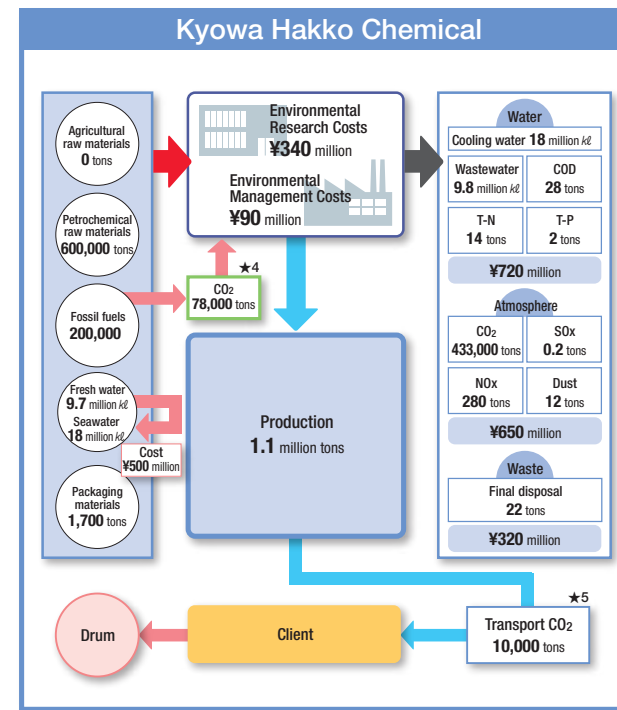 Kyowa Hakko Chemical
Agricultural
raw materials
0 tons
Petrochemical
raw materials
600,000 tons
Fossil fuels
200,000
Fresh water
9.7 million kℓ
Seawater
18 million kℓ
Cost
¥500 million
Packaging
materials
1,700 tons
Environmental
Research Costs
¥340 million
Environmental
Management Costs
¥90 million
★4
CO₂
78,000 tons
Production
1.1 million tons
Water
Cooling water 18 million kℓ
Wastewater
9.8 million kℓ
COD
28 tons
T-N
14 tons
T-P
2 tons
¥720 million
Atmosphere
CO₂
433,000 tons
SOx
0.2 tons
NOx
280 tons
Dust
12 tons
¥650 million
Waste
Final disposal
22 tons
¥320 million
★5
Transport CO₂
10,000 tons
Client
Drum